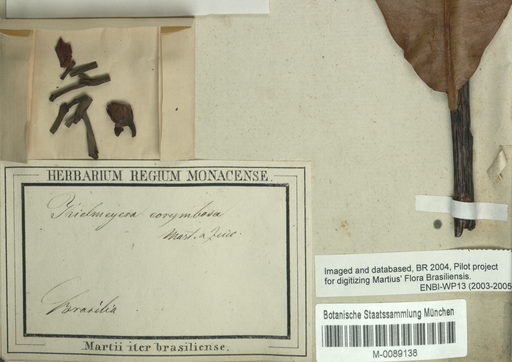 HERBARIUM REGIUM MONACENSE.
Kielmeyera corymbosa
Mart. & Zucc.
Brasilia
Martii iter brasiliense.
Imaged and databased, BR 2004, Pilot project
for digitizing Martius' Flora Brasiliensis.
ENBI-WP13 (2003-2005
Botanische Staatssammlung München
M-0089138